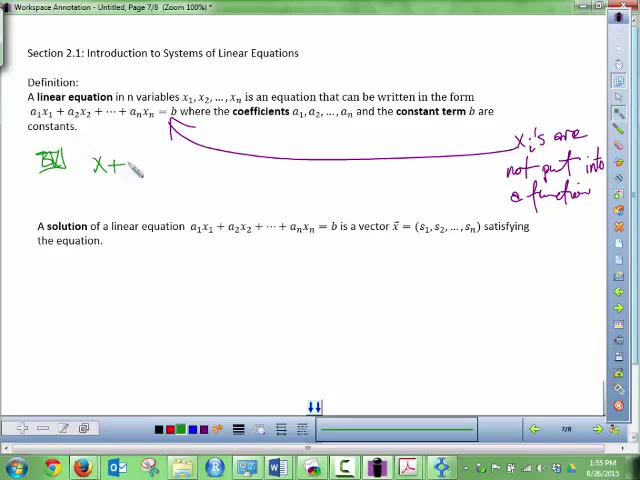 Workspace Annotation - Untitled, Page 7/8 (Zoom 100%) *
Section 2.1: Introduction to Systems of Linear Equations
Definition:
A linear equation in n variables x₁, x₂, … , xₙ is an equation that can be written in the form
a₁x₁ + a₂x₂ + ⋯ + aₙxₙ = b where the coefficients a₁, a₂, … , aₙ and the constant term b are
constants.
xᵢ's are
not put into
a function
x+
A solution of a linear equation a₁x₁ + a₂x₂ + ⋯ + aₙxₙ = b is a vector x⃗ = (s₁, s₂, … , sₙ) satisfying
the equation.
7/8
1:55 PM
8/26/2015